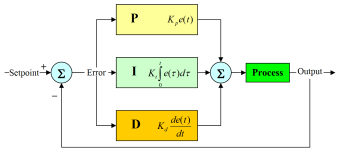 P K_p e(t)
Setpoint + Σ Error I K_i ∫_0^t e(τ)dτ Σ Process Output
−
D K_d de(t)/dt